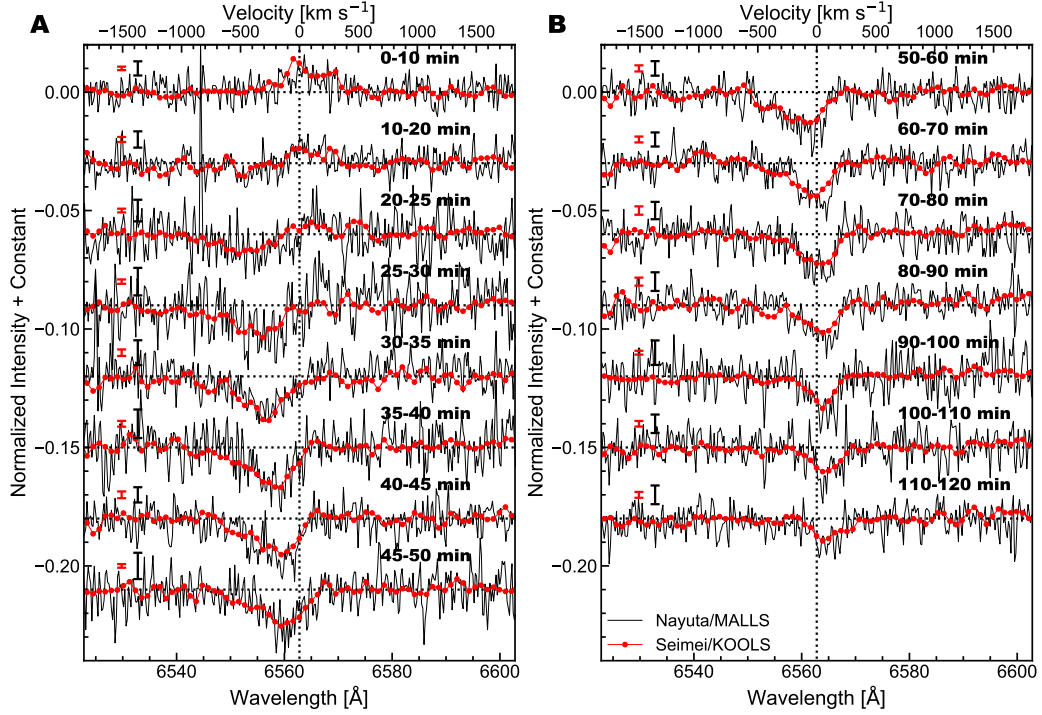 A
Velocity [km s⁻¹]
−1500 −1000 −500 0 500 1000 1500
0-10 min
10-20 min
20-25 min
25-30 min
30-35 min
35-40 min
40-45 min
45-50 min
0.00
−0.05
−0.10
−0.15
−0.20
Normalized Intensity + Constant
6540 6560 6580 6600
Wavelength [Å]
B
Velocity [km s⁻¹]
−1500 −1000 −500 0 500 1000 1500
50-60 min
60-70 min
70-80 min
80-90 min
90-100 min
100-110 min
110-120 min
0.00
−0.05
−0.10
−0.15
−0.20
Normalized Intensity + Constant
Nayuta/MALLS
Seimei/KOOLS
6540 6560 6580 6600
Wavelength [Å]